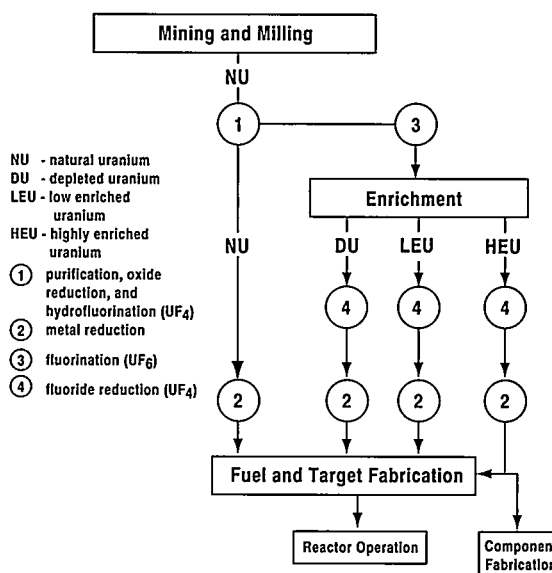 Mining and Milling
NU
1
3
NU - natural uranium
DU - depleted uranium
LEU - low enriched
uranium
HEU - highly enriched
uranium
1 purification, oxide
reduction, and
hydrofluorination (UF4)
2 metal reduction
3 fluorination (UF6)
4 fluoride reduction (UF4)
Enrichment
NU
DU
LEU
HEU
4
4
4
2
2
2
2
Fuel and Target Fabrication
Reactor Operation
Component
Fabrication